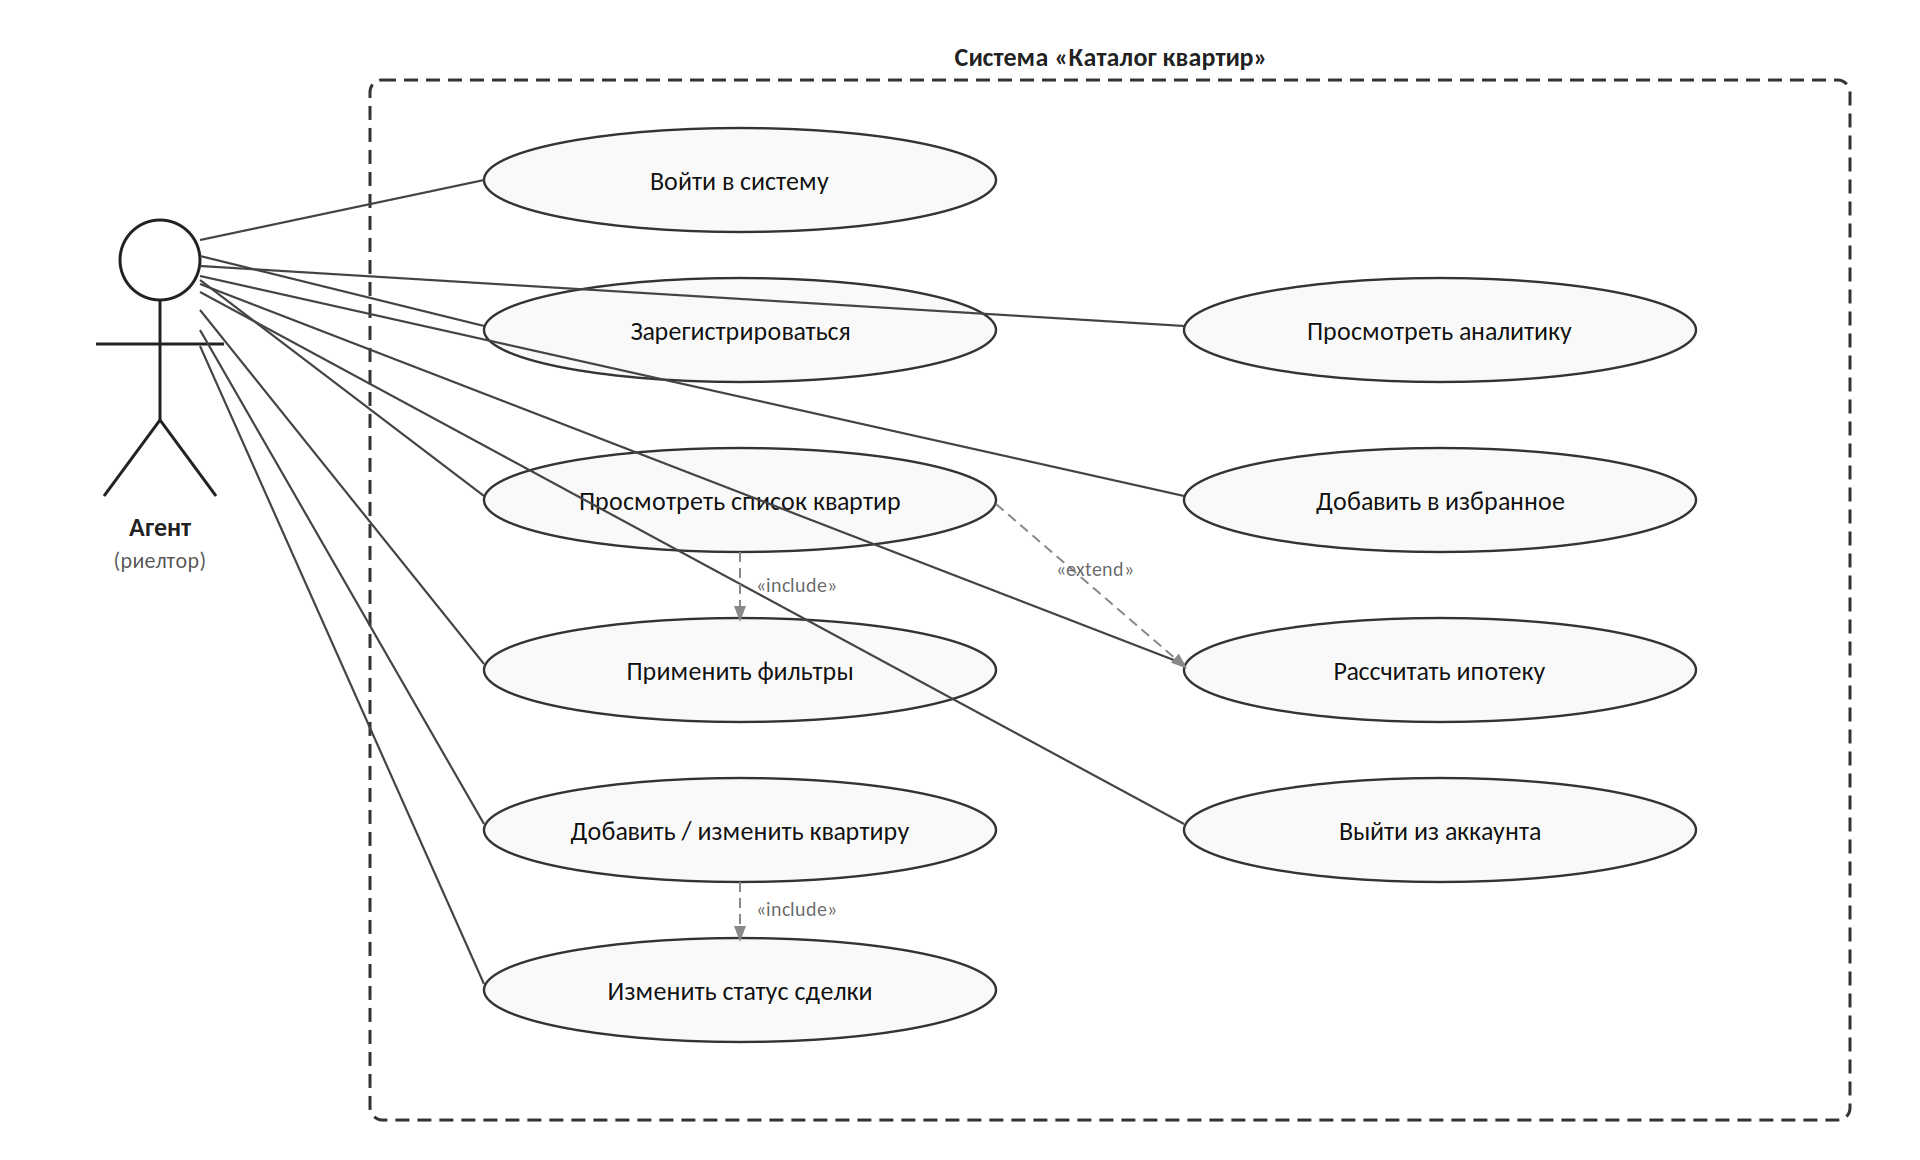 Система «Каталог квартир»
Войти в систему
Зарегистрироваться
Просмотреть аналитику
Просмотреть список квартир
Добавить в избранное
Агент
(риелтор)
«extend»
«include»
Применить фильтры
Рассчитать ипотеку
Добавить / изменить квартиру
Выйти из аккаунта
«include»
Изменить статус сделки